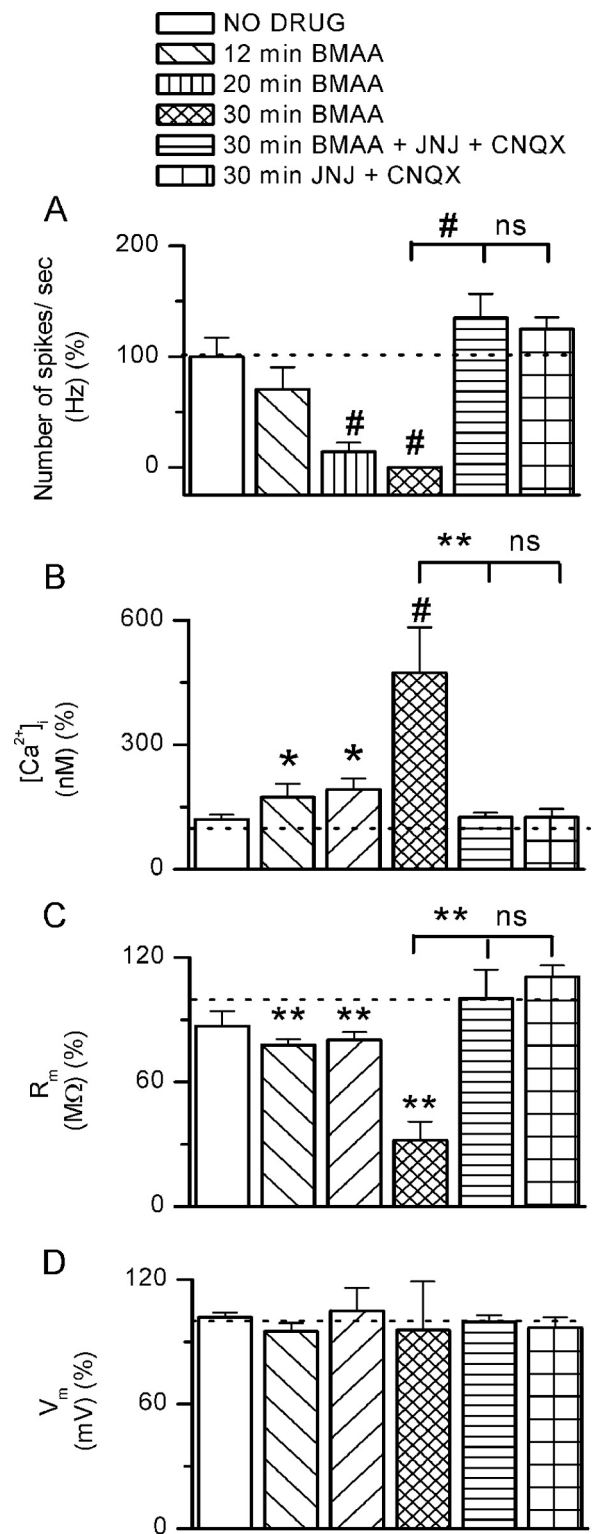 NO DRUG
12 min BMAA
20 min BMAA
30 min BMAA
30 min BMAA + JNJ + CNQX
30 min JNJ + CNQX
A
Number of spikes/ sec
(Hz) (%)
200
100
0
#
#
#
ns
B
[Ca²⁺]ᵢ
(nM) (%)
600
300
0
*
*
#
**
ns
C
Rₘ
(MΩ) (%)
120
60
0
**
**
**
**
ns
D
Vₘ
(mV) (%)
120
60
0